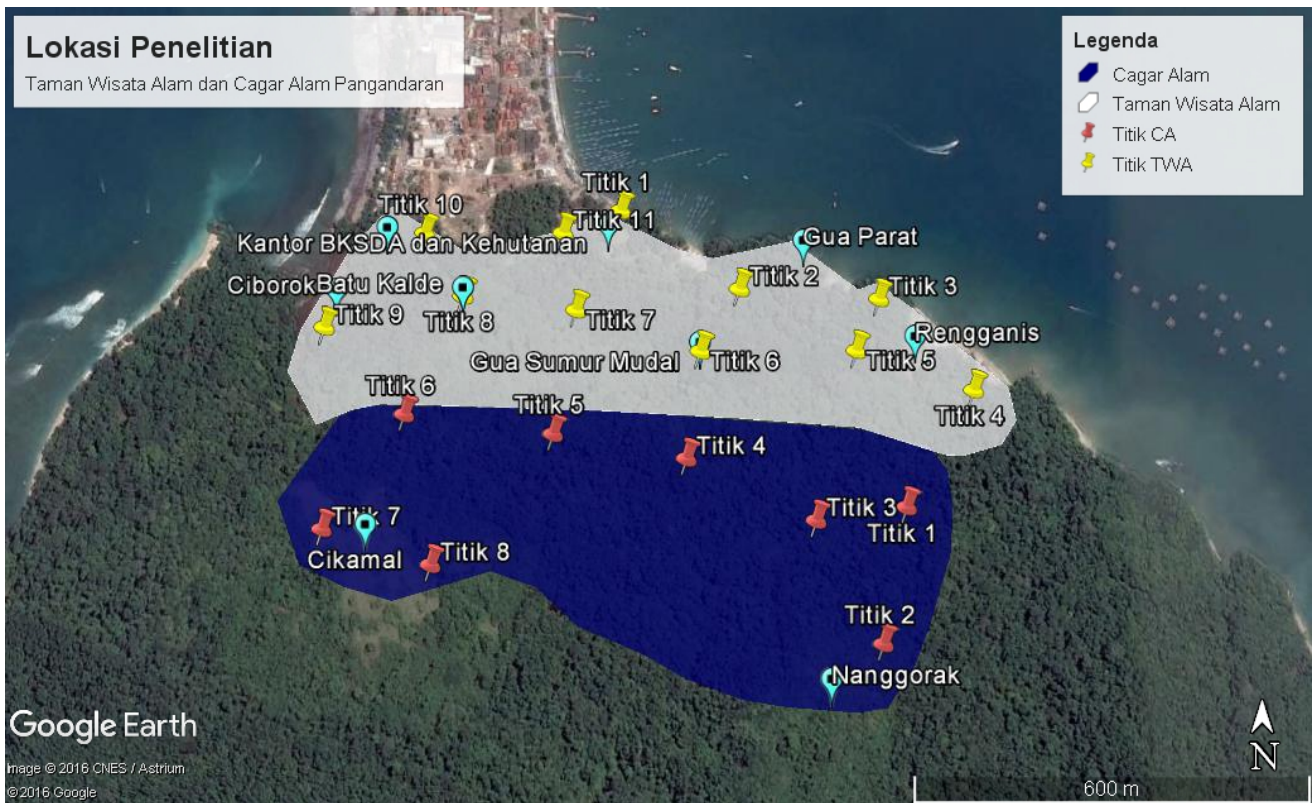 Lokasi Penelitian
Taman Wisata Alam dan Cagar Alam Pangandaran
Legenda
Cagar Alam
Taman Wisata Alam
Titik CA
Titik TWA
Titik 1
Titik 10
Titik 11
Kantor BKSDA dan Kehutanan
Gua Parat
Titik 2
Ciborok
Batu Kalde
Titik 3
Titik 9
Titik 8
Titik 7
Rengganis
Gua Sumur Mudal
Titik 6
Titik 5
Titik 6
Titik 4
Titik 5
Titik 4
Titik 7
Titik 3
Titik 1
Cikamal
Titik 8
Titik 2
Nanggorak
Google Earth
Image © 2016 CNES / Astrium
© 2016 Google
N
600 m